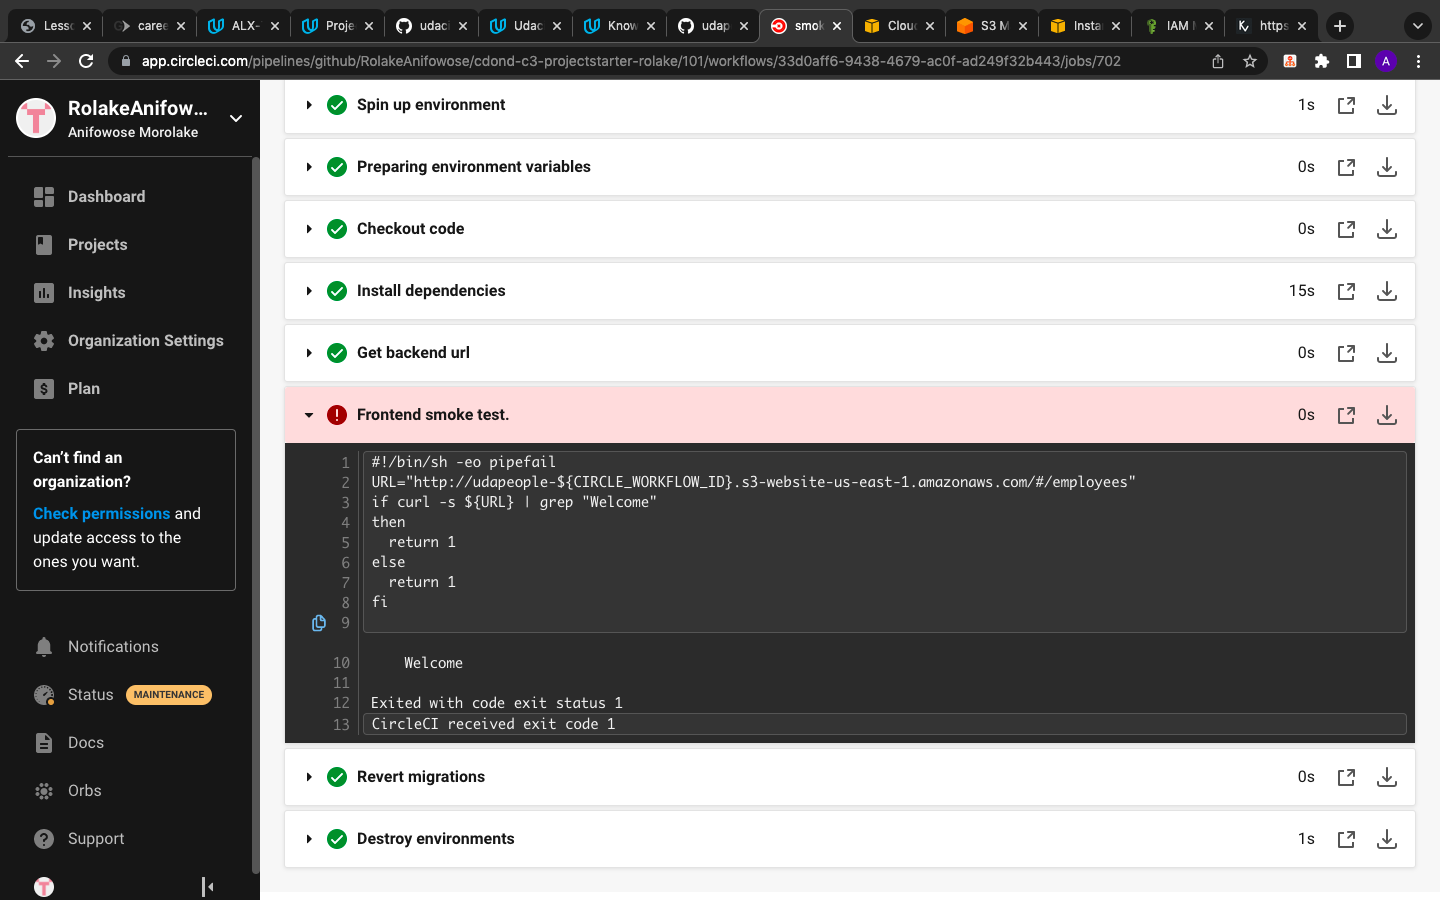 Lesso
caree
ALX-
Proje
udaci
Udac
Know
udap
smok
Clou
S3 M
Insta
IAM M
https
app.circleci.com/pipelines/github/RolakeAnifowose/cdond-c3-projectstarter-rolake/101/workflows/33d0aff6-9438-4679-ac0f-ad249f32b443/jobs/702
A
RolakeAnifow...
Anifowose Morolake
Dashboard
Projects
Insights
Organization Settings
Plan
Can't find an
organization?
Check permissions and
update access to the
ones you want.
Notifications
Status MAINTENANCE
Docs
Orbs
Support
Spin up environment 1s
Preparing environment variables 0s
Checkout code 0s
Install dependencies 15s
Get backend url 0s
Frontend smoke test. 0s
1 #!/bin/sh -eo pipefail
2 URL="http://udapeople-${CIRCLE_WORKFLOW_ID}.s3-website-us-east-1.amazonaws.com/#/employees"
3 if curl -s ${URL} | grep "Welcome"
4 then
5 return 1
6 else
7 return 1
8 fi
9
10 Welcome
11
12 Exited with code exit status 1
13 CircleCI received exit code 1
Revert migrations 0s
Destroy environments 1s